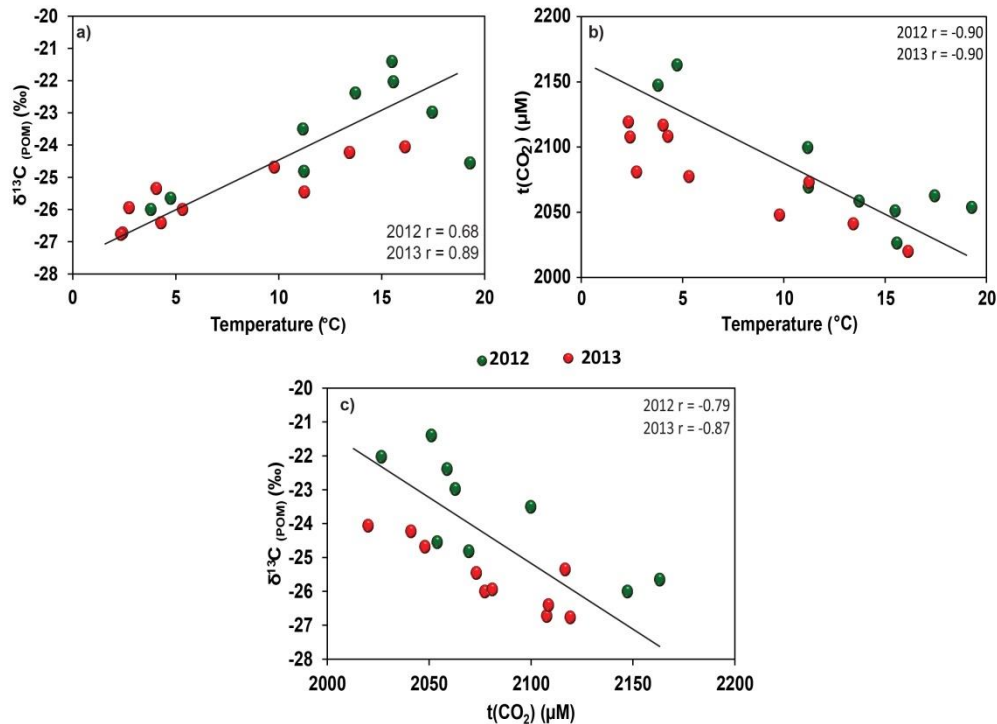 a)
-20
-21
-22
-23
-24
-25
-26
-27
-28
δ¹³C (POM) (‰)
2012 r = 0.68
2013 r = 0.89
0 5 10 15 20
Temperature (°C)
b)
2200
2150
2100
2050
2000
t(CO₂) (µM)
2012 r = -0.90
2013 r = -0.90
0 5 10 15 20
Temperature (°C)
2012 2013
c)
-20
-21
-22
-23
-24
-25
-26
-27
-28
δ¹³C (POM) (‰)
2012 r = -0.79
2013 r = -0.87
2000 2050 2100 2150 2200
t(CO₂) (µM)